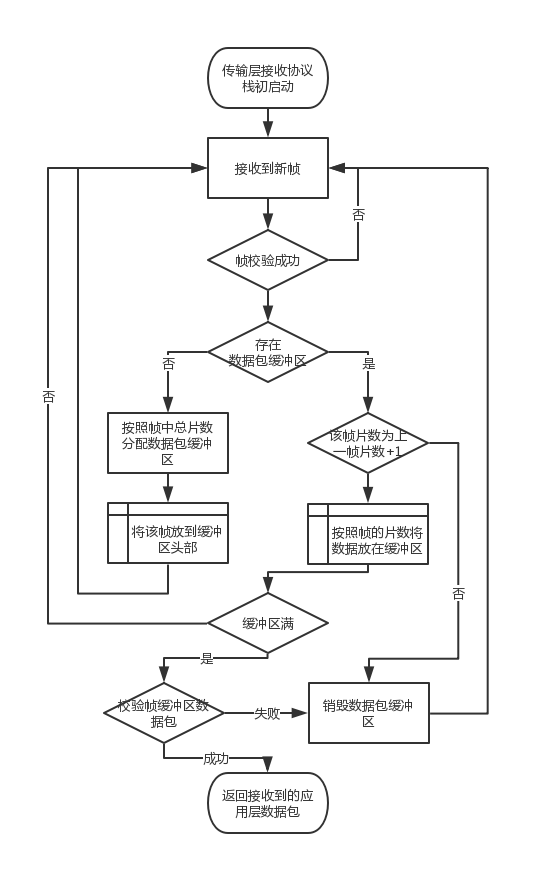 传输层接收协议
栈初启动
接收到新帧
否
帧校验成功
存在
数据包缓冲区
否
是
否
按照帧中总片数
分配数据包缓冲
区
该帧片数为上
一帧片数+1
将该帧放到缓冲
区头部
按照帧的片数将
数据放在缓冲区
否
缓冲区满
是
校验帧缓冲区数
据包
失败
销毁数据包缓冲
区
成功
返回接收到的应
用层数据包